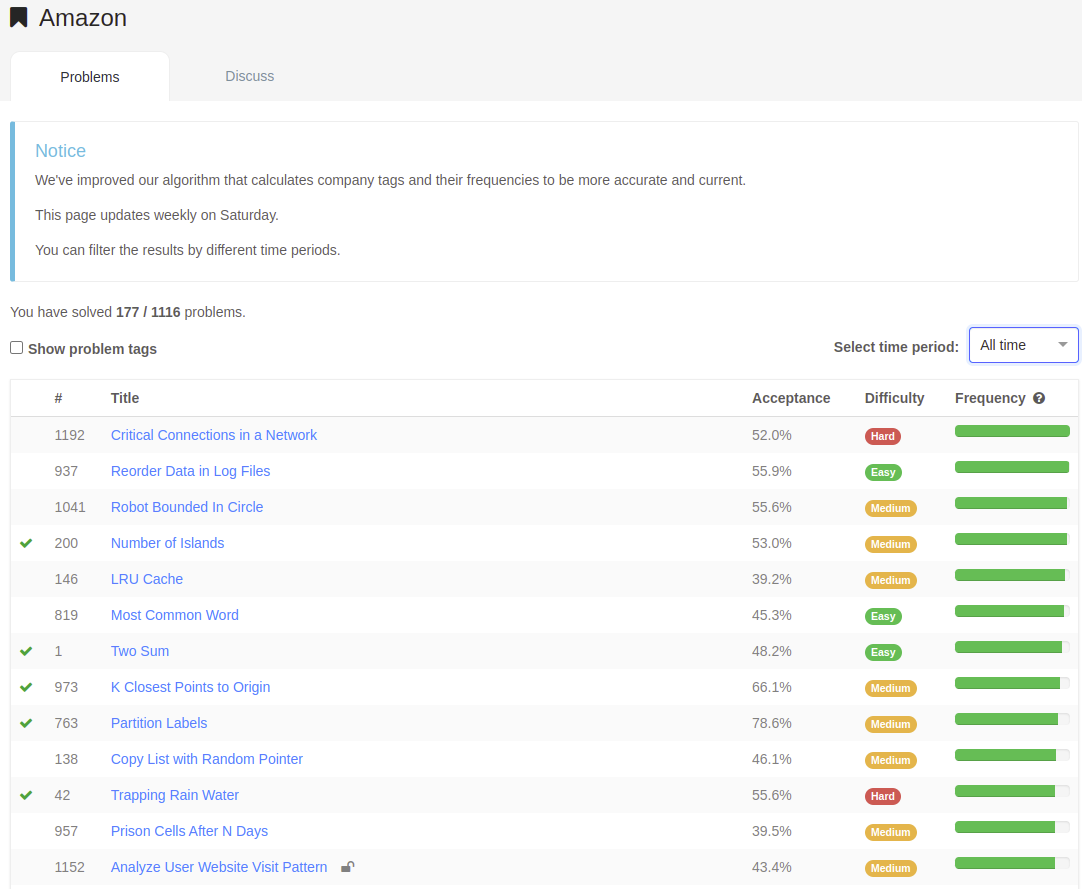 Amazon
Problems Discuss
Notice
We've improved our algorithm that calculates company tags and their frequencies to be more accurate and current.
This page updates weekly on Saturday.
You can filter the results by different time periods.
You have solved 177 / 1116 problems.
Show problem tags Select time period: All time
# Title Acceptance Difficulty Frequency ?
1192 Critical Connections in a Network 52.0% Hard
937 Reorder Data in Log Files 55.9% Easy
1041 Robot Bounded In Circle 55.6% Medium
200 Number of Islands 53.0% Medium
146 LRU Cache 39.2% Medium
819 Most Common Word 45.3% Easy
1 Two Sum 48.2% Easy
973 K Closest Points to Origin 66.1% Medium
763 Partition Labels 78.6% Medium
138 Copy List with Random Pointer 46.1% Medium
42 Trapping Rain Water 55.6% Hard
957 Prison Cells After N Days 39.5% Medium
1152 Analyze User Website Visit Pattern 43.4% Medium